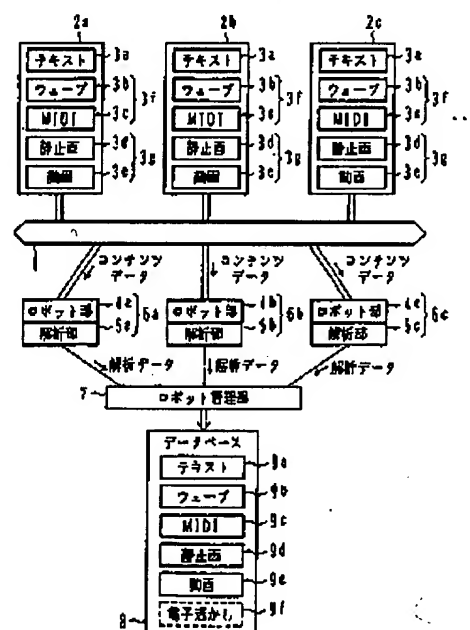 2a 2b 2c
テキスト 3a テキスト 3a テキスト 3a
ウェーブ 3b ウェーブ 3b ウェーブ 3b
3f 3f 3f
MIDI 3c MIDI 3c MIDI 3c
静止画 3d 静止画 3d 静止画 3d
3g 3g 3g
動画 3e 動画 3e 動画 3e
1
コンテンツ コンテンツ コンテンツ
データ データ データ
ロボット部 4a ロボット部 4b ロボット部 4c
6a 6b 6c
解析部 5a 解析部 5b 解析部 5c
解析データ 解析データ 解析データ
7 ロボット管理部
データベース
テキスト 9a
ウェーブ 9b
MIDI 9c
静止画 9d
動画 9e
8 電子透かし 9f